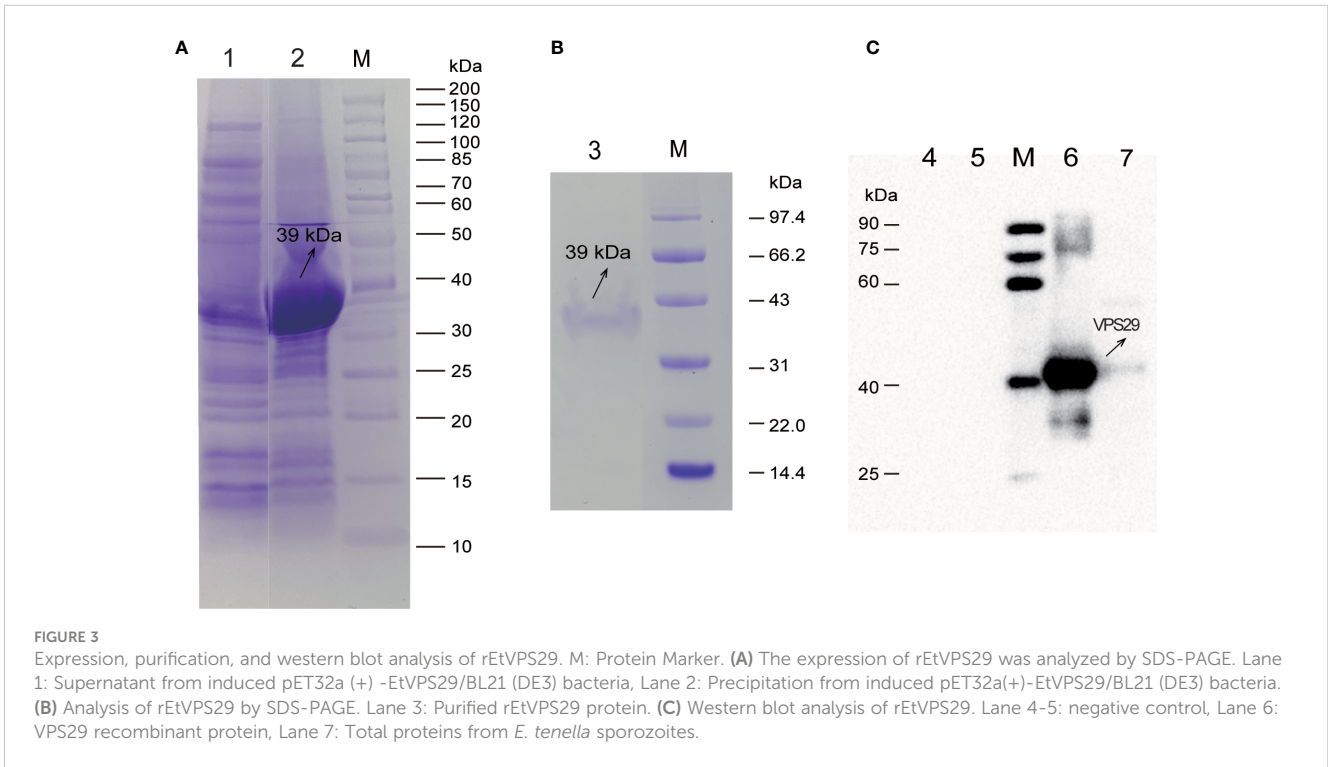 A
1 2 M
kDa
200
150
120
100
85
70
60
50
40
30
25
20
15
10
39 kDa
B
3 M
kDa
97.4
66.2
43
31
22.0
14.4
39 kDa
C
4 5 M 6 7
kDa
90
75
60
40
25
VPS29
FIGURE 3
Expression, purification, and western blot analysis of rEtVPS29. M: Protein Marker. (A) The expression of rEtVPS29 was analyzed by SDS-PAGE. Lane
1: Supernatant from induced pET32a (+) -EtVPS29/BL21 (DE3) bacteria, Lane 2: Precipitation from induced pET32a(+)-EtVPS29/BL21 (DE3) bacteria.
(B) Analysis of rEtVPS29 by SDS-PAGE. Lane 3: Purified rEtVPS29 protein. (C) Western blot analysis of rEtVPS29. Lane 4-5: negative control, Lane 6:
VPS29 recombinant protein, Lane 7: Total proteins from E. tenella sporozoites.